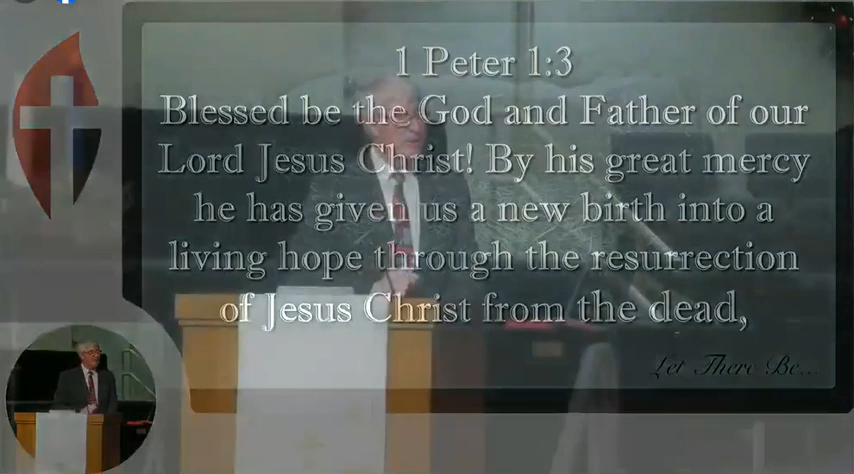 1 Peter 1:3
Blessed be the God and Father of our
Lord Jesus Christ! By his great mercy
he has given us a new birth into a
living hope through the resurrection
of Jesus Christ from the dead,
Let There Be...